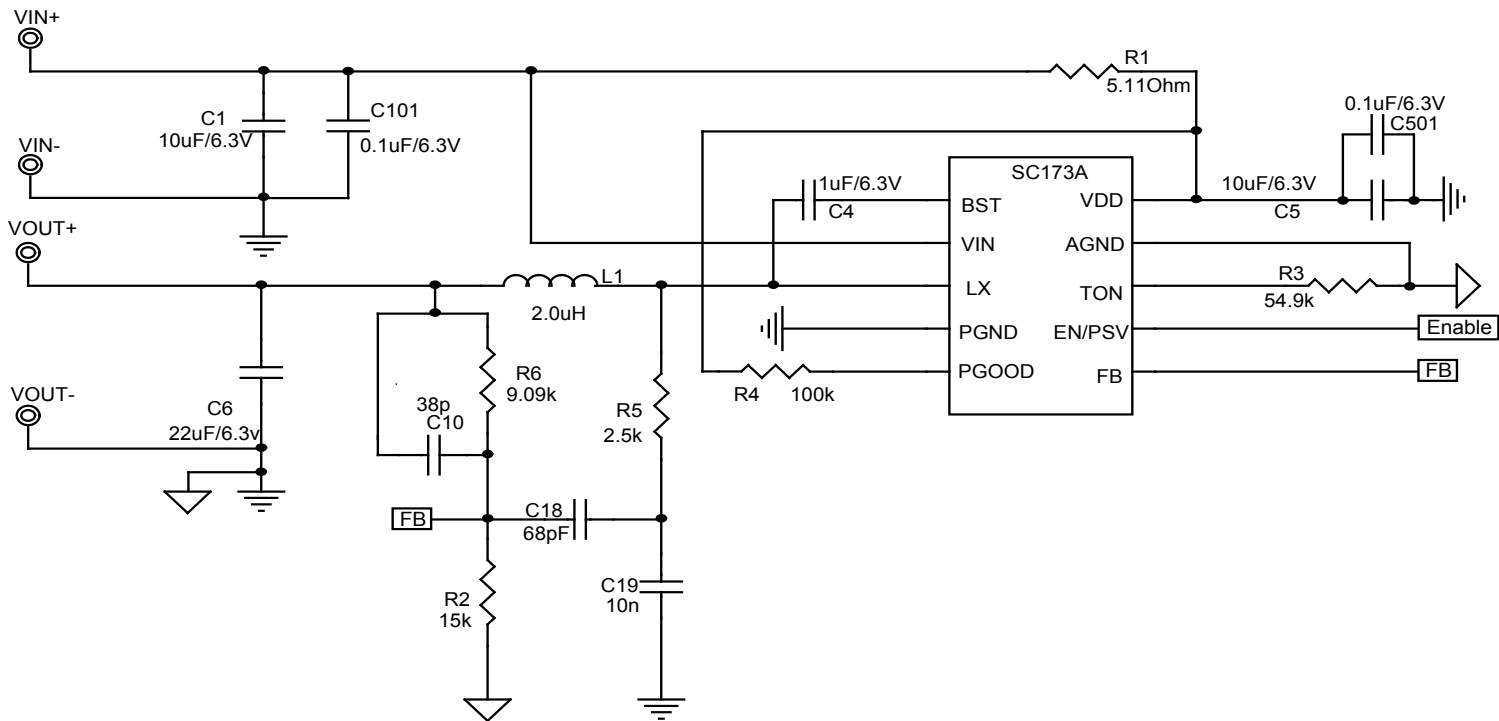 VIN+
R1
5.11Ohm
C1
10uF/6.3V
C101
0.1uF/6.3V
0.1uF/6.3V
C501
VIN-
SC173A
1uF/6.3V
C4
BST
VDD
10uF/6.3V
C5
VOUT+
VIN
AGND
L1
2.0uH
LX
TON
R3
54.9k
PGND
EN/PSV
Enable
R4
100k
PGOOD
FB
FB
R6
9.09k
VOUT-
C6
22uF/6.3v
38p
C10
R5
2.5k
FB
C18
68pF
R2
15k
C19
10n